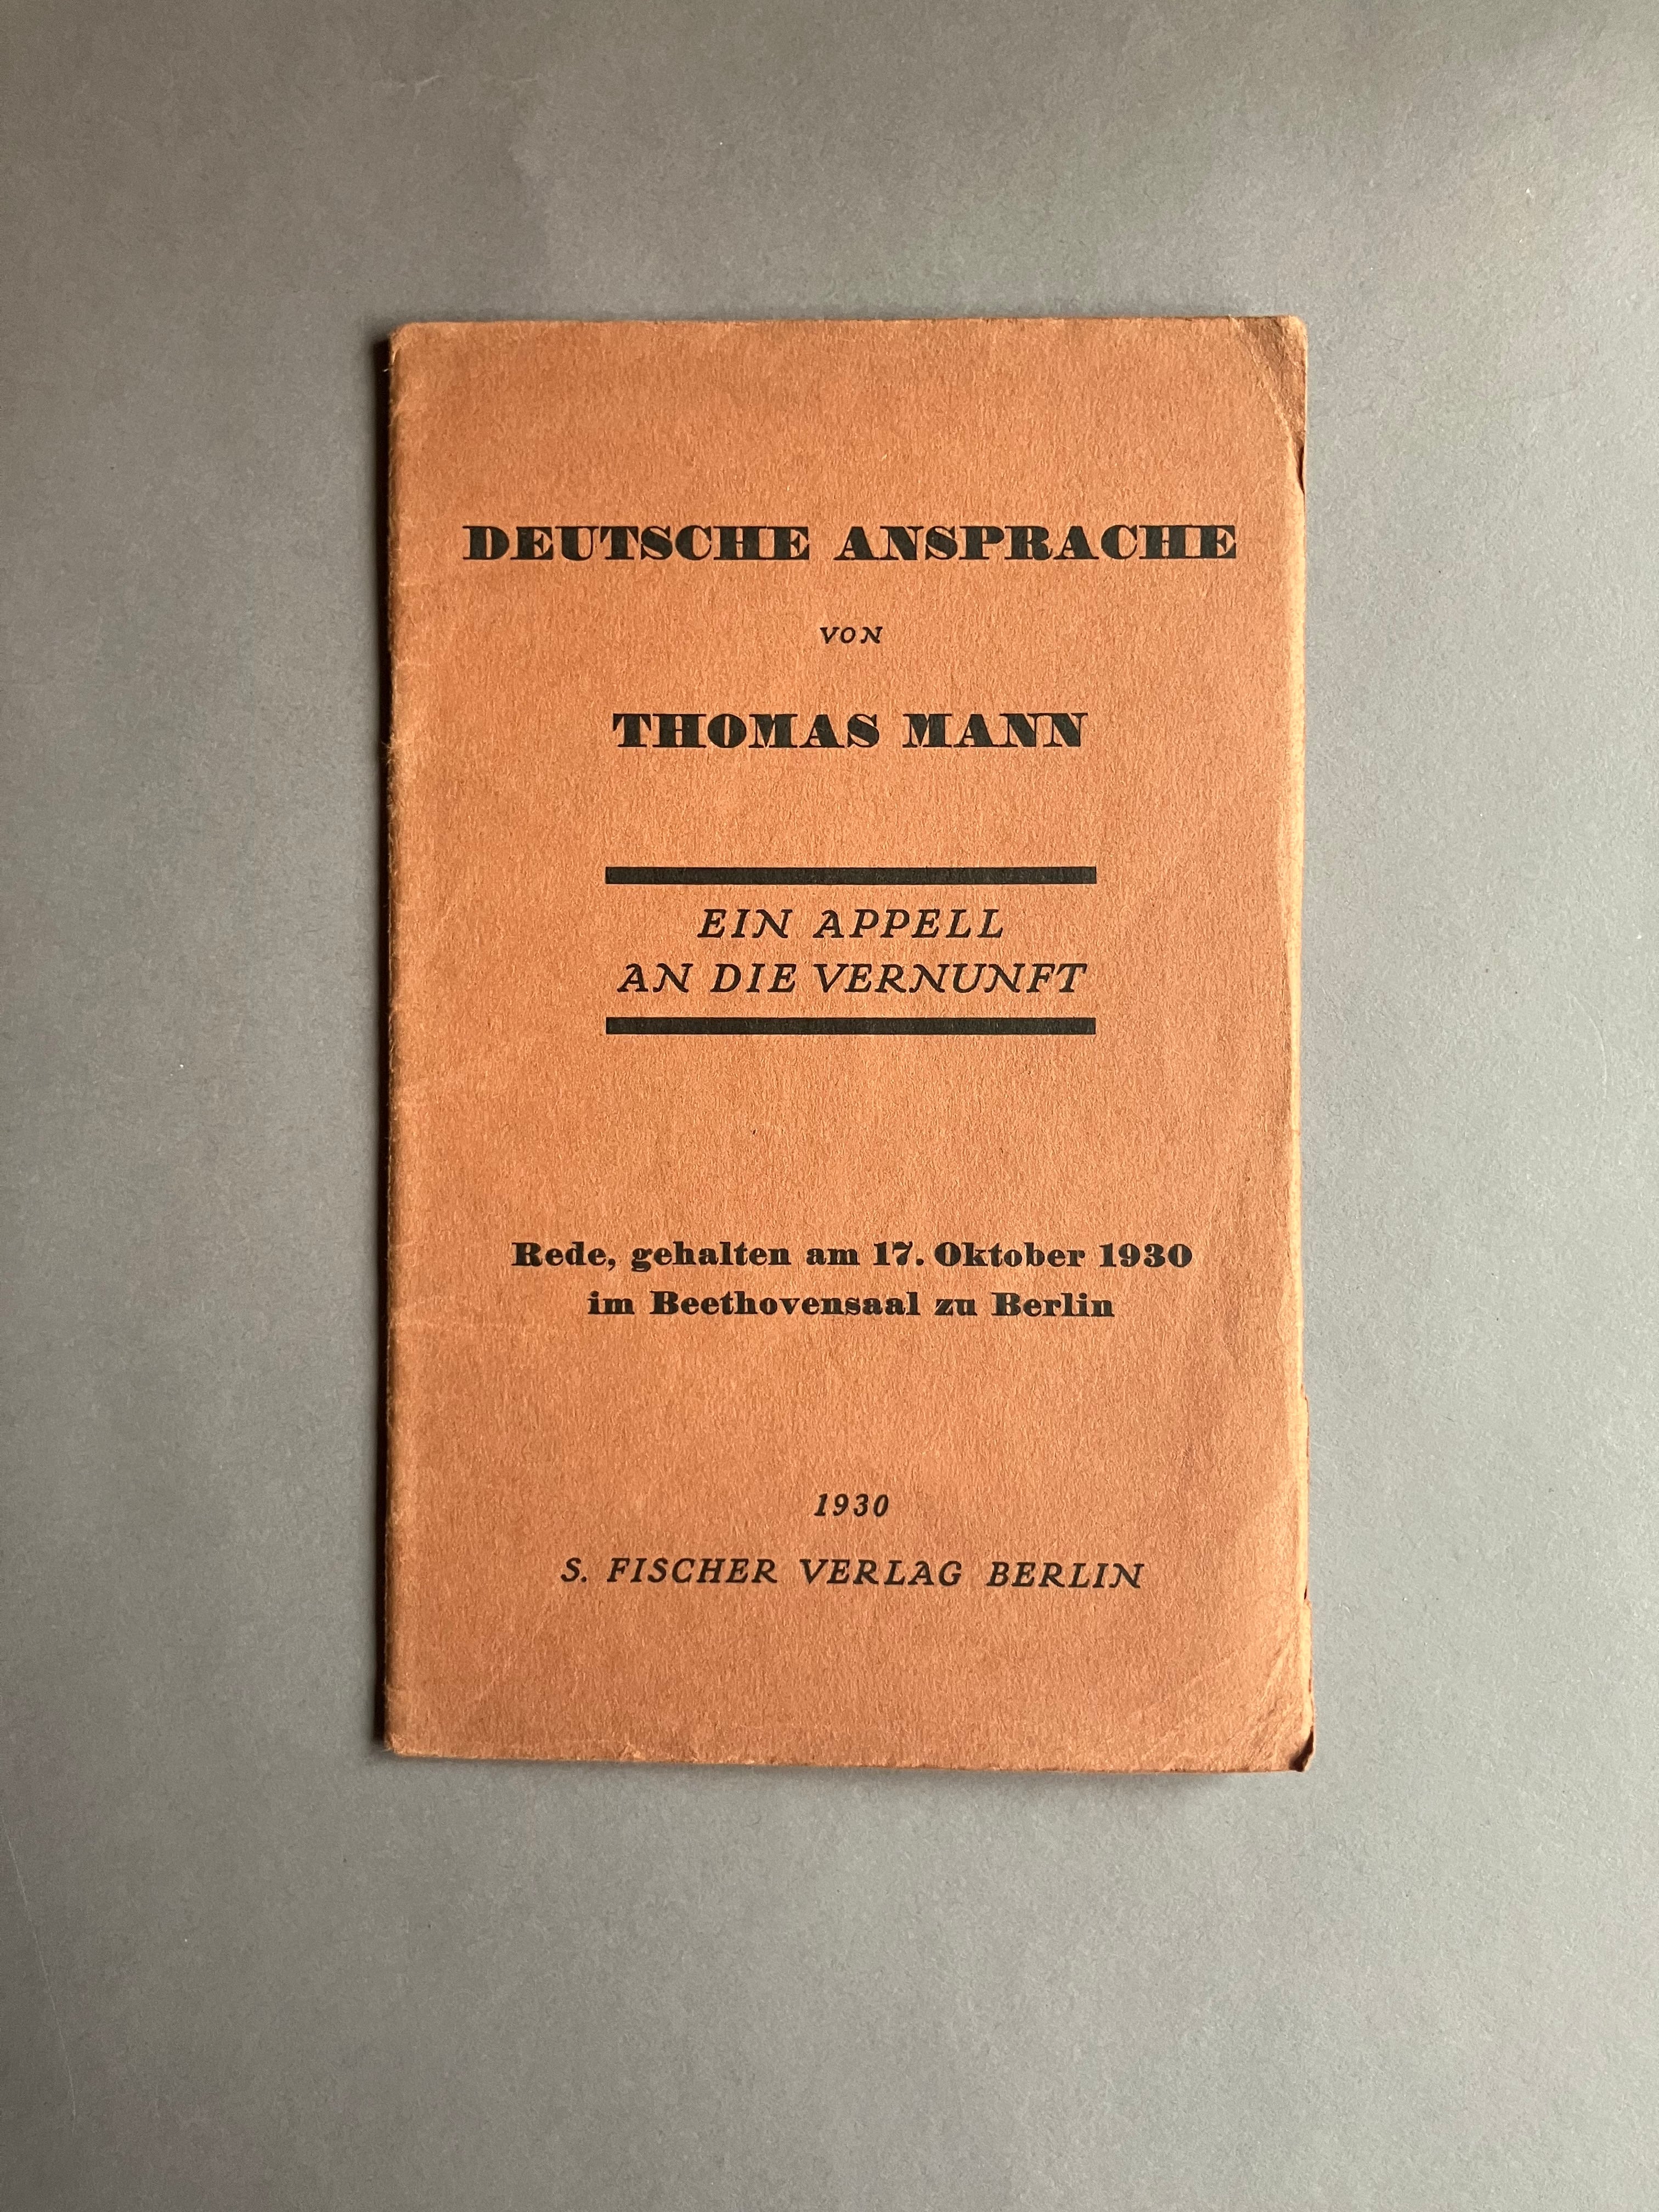 DEUTSCHE ANSPRACHE
VON
THOMAS MANN
EIN APPELL
AN DIE VERNUNFT
Rede, gehalten am 17. Oktober 1930
im Beethovensaal zu Berlin
1930
S. FISCHER VERLAG BERLIN